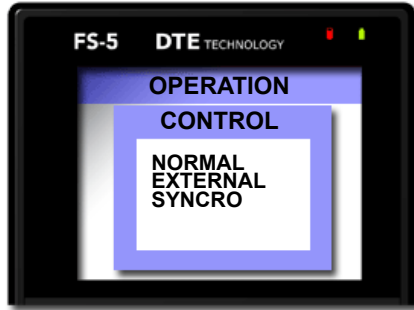 FS-5 DTE TECHNOLOGY
OPERATION
CONTROL
NORMAL
EXTERNAL
SYNCRO